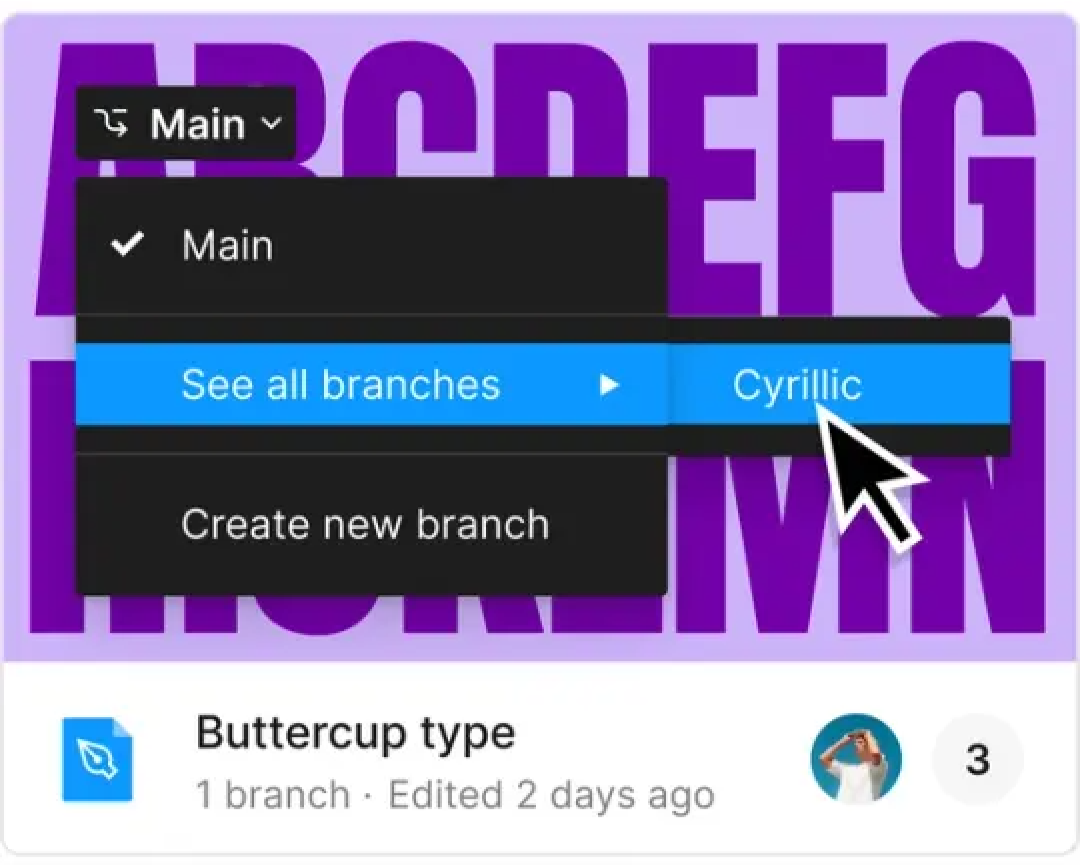 ABCDEFG
Main
Main
See all branches
Cyrillic
Create new branch
Buttercup type
1 branch · Edited 2 days ago
3